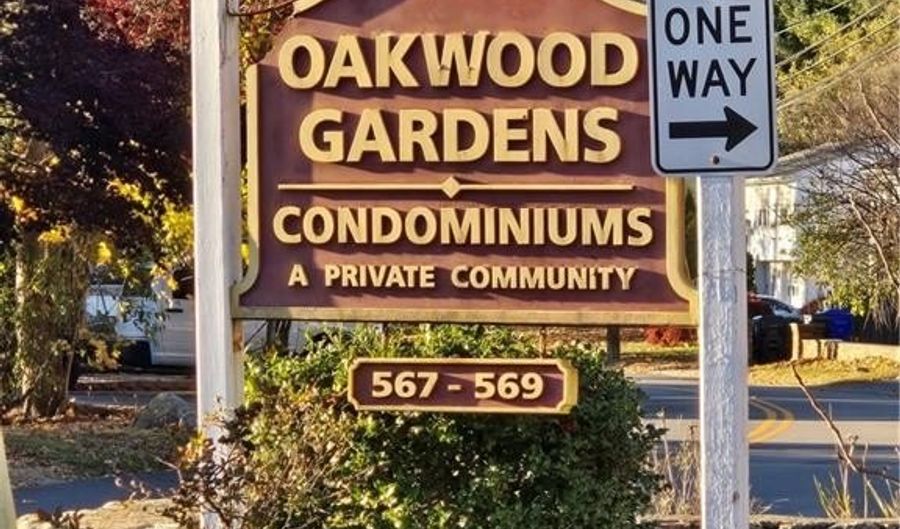 OAKWOOD
GARDENS
CONDOMINIUMS
A PRIVATE COMMUNITY
567 - 569
ONE
WAY